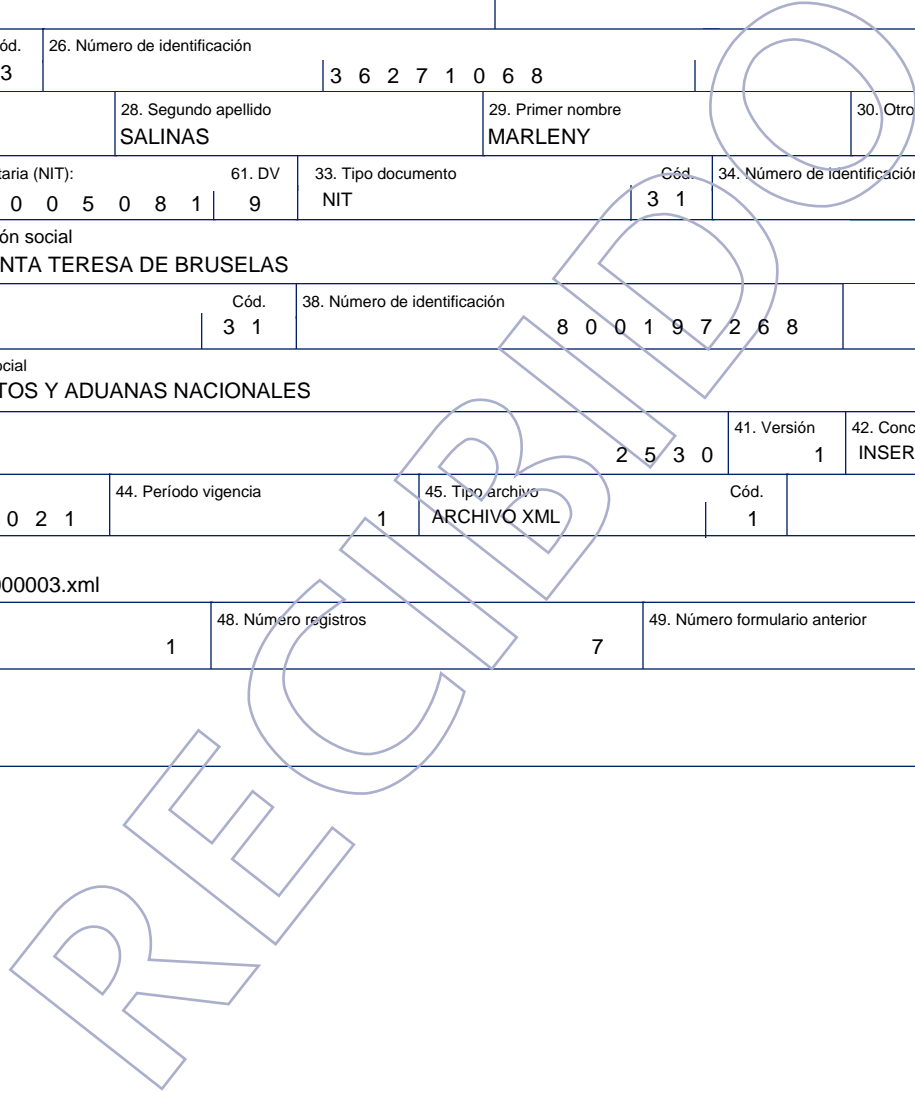 ód. 26. Número de identificación
3 3 6 2 7 1 0 6 8
28. Segundo apellido 29. Primer nombre 30. Otro
SALINAS MARLENY
taria (NIT): 61. DV 33. Tipo documento Cód. 34. Número de identificación
0 0 5 0 8 1 9 NIT 3 1
ón social
NTA TERESA DE BRUSELAS
Cód. 38. Número de identificación
3 1 8 0 0 1 9 7 2 6 8
ocial
TOS Y ADUANAS NACIONALES
41. Versión 42. Conc
2 5 3 0 1 INSER
44. Período vigencia 45. Tipo archivo Cód.
0 2 1 1 ARCHIVO XML 1
000003.xml
48. Número registros 49. Número formulario anterior
1 7
RECIBIDO